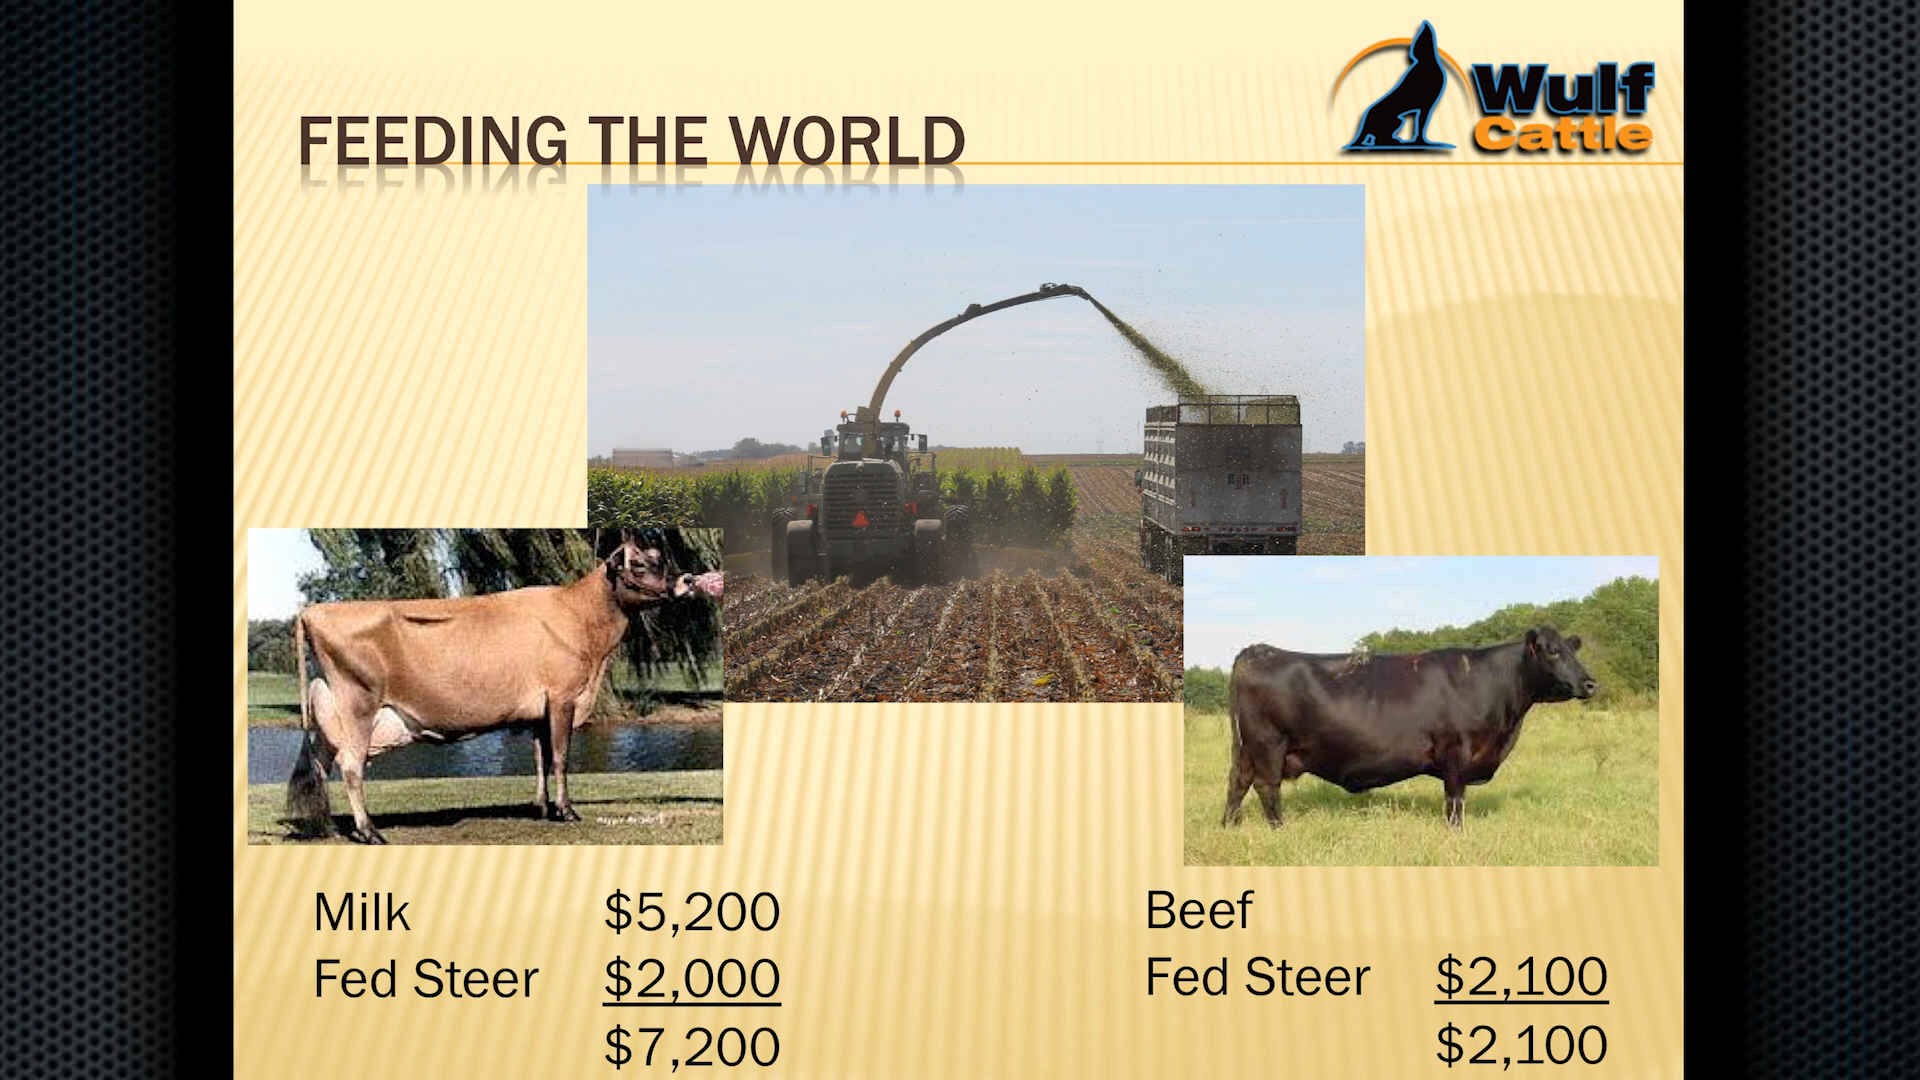 Wulf
Cattle
FEEDING THE WORLD
Milk $5,200
Fed Steer $2,000
$7,200
Beef
Fed Steer $2,100
$2,100